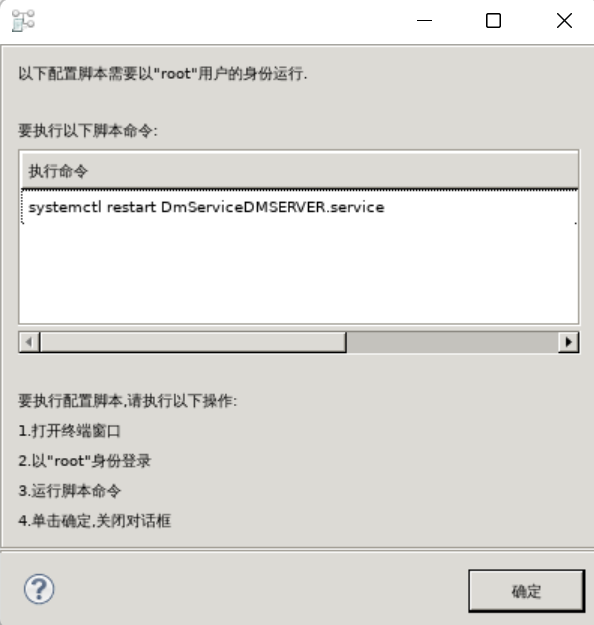 以下配置脚本需要以"root"用户的身份运行.
要执行以下脚本命令:
执行命令
systemctl restart DmServiceDMSERVER.service
要执行配置脚本,请执行以下操作:
1.打开终端窗口
2.以"root"身份登录
3.运行脚本命令
4.单击确定,关闭对话框
?
确定